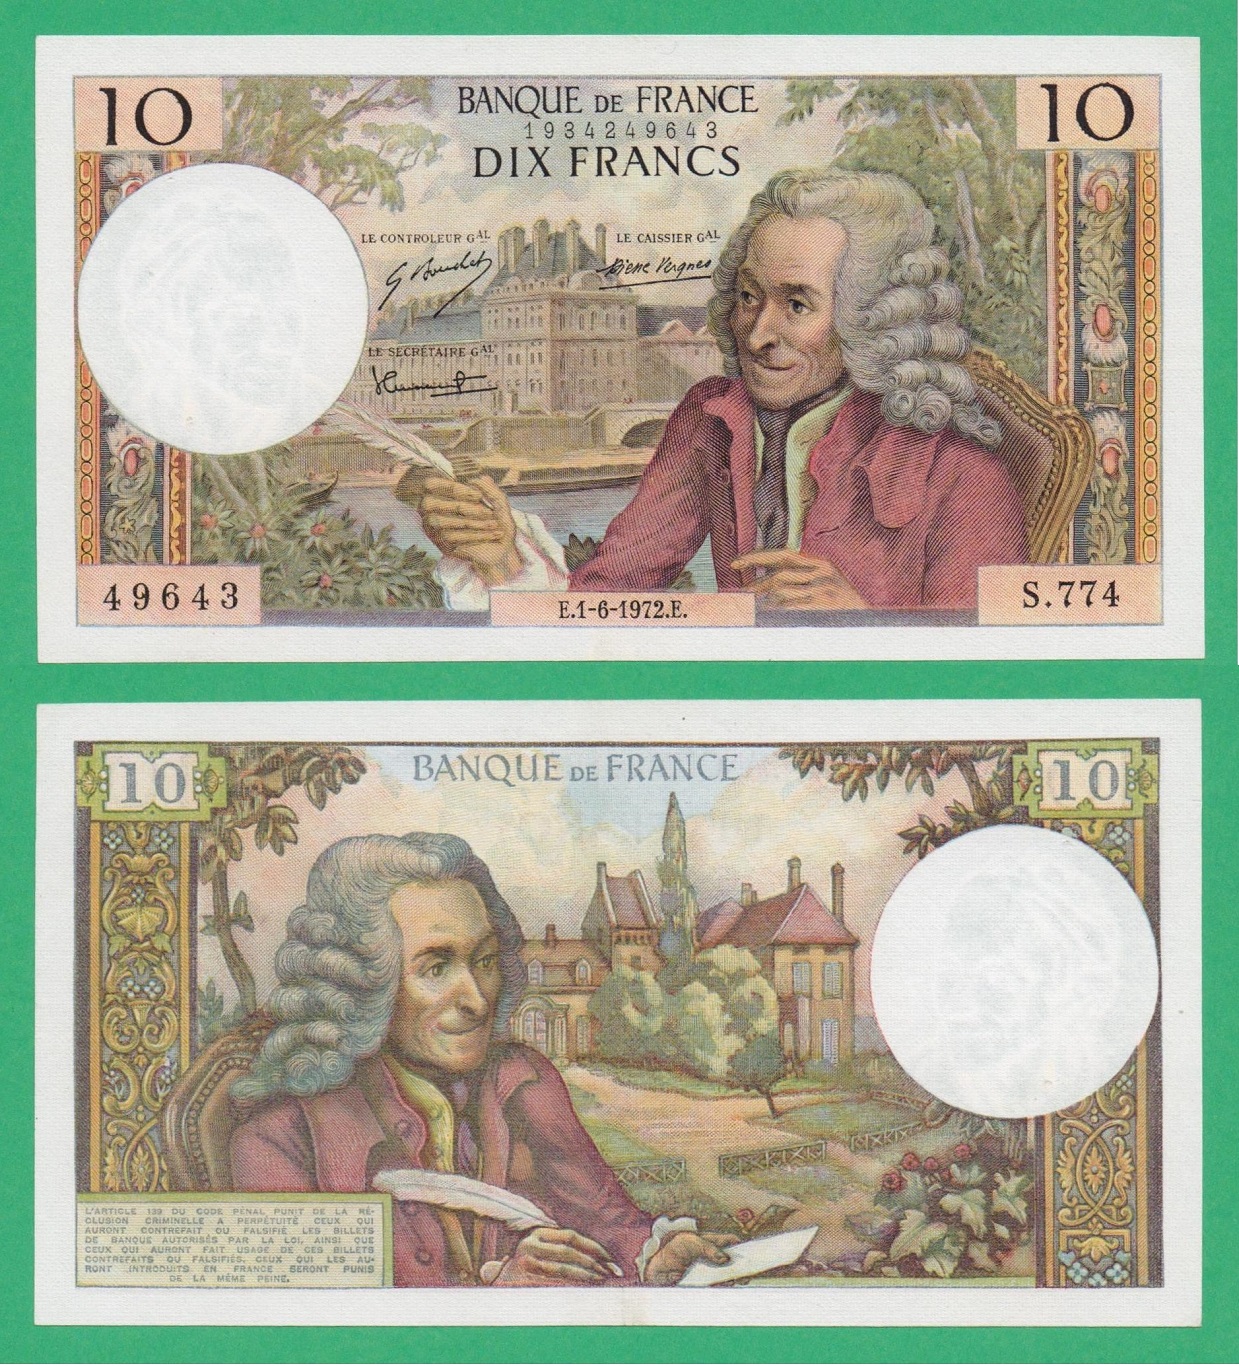 10
10
BANQUE DE FRANCE
1934249643
DIX FRANCS
LE CONTROLEUR GAL
LE CAISSIER GAL
G Bouchet
Pierre Vergnes
LE SECRÉTAIRE GAL
49643
E.1-6-1972.E.
S.774
10
BANQUE DE FRANCE
10
L'ARTICLE 139 DU CODE PÉNAL PUNIT DE LA RÉ-
CLUSION CRIMINELLE A PERPÉTUITÉ CEUX QUI
AURONT CONTREFAIT OU FALSIFIÉ LES BILLETS
DE BANQUE AUTORISÉS PAR LA LOI, AINSI QUE
CEUX QUI AURONT FAIT USAGE DE CES BILLETS
CONTREFAITS OU FALSIFIÉS. CEUX QUI LES AU-
RONT INTRODUITS EN FRANCE SERONT PUNIS
DE LA MÊME PEINE.